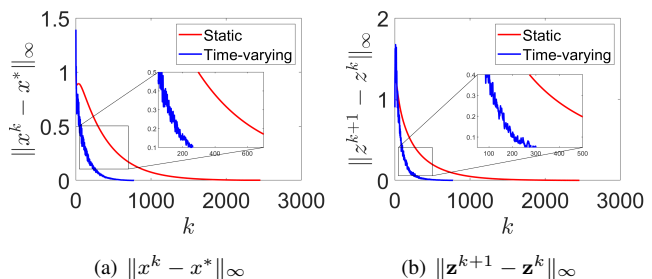 1.5
1
0.5
0
0 1000 2000 3000
k
‖x^k − x^*‖_∞
Static
Time-varying
0.5
0.4
0.3
0.2
0.1
200 400 600
(a) ‖x^k − x^*‖_∞
2
1.5
1
0.5
0
0 1000 2000 3000
k
‖z^{k+1} − z^k‖_∞
Static
Time-varying
0.4
0.3
0.2
0.1
100 200 300 400 500
(b) ‖𝐳^{k+1} − 𝐳^k‖_∞